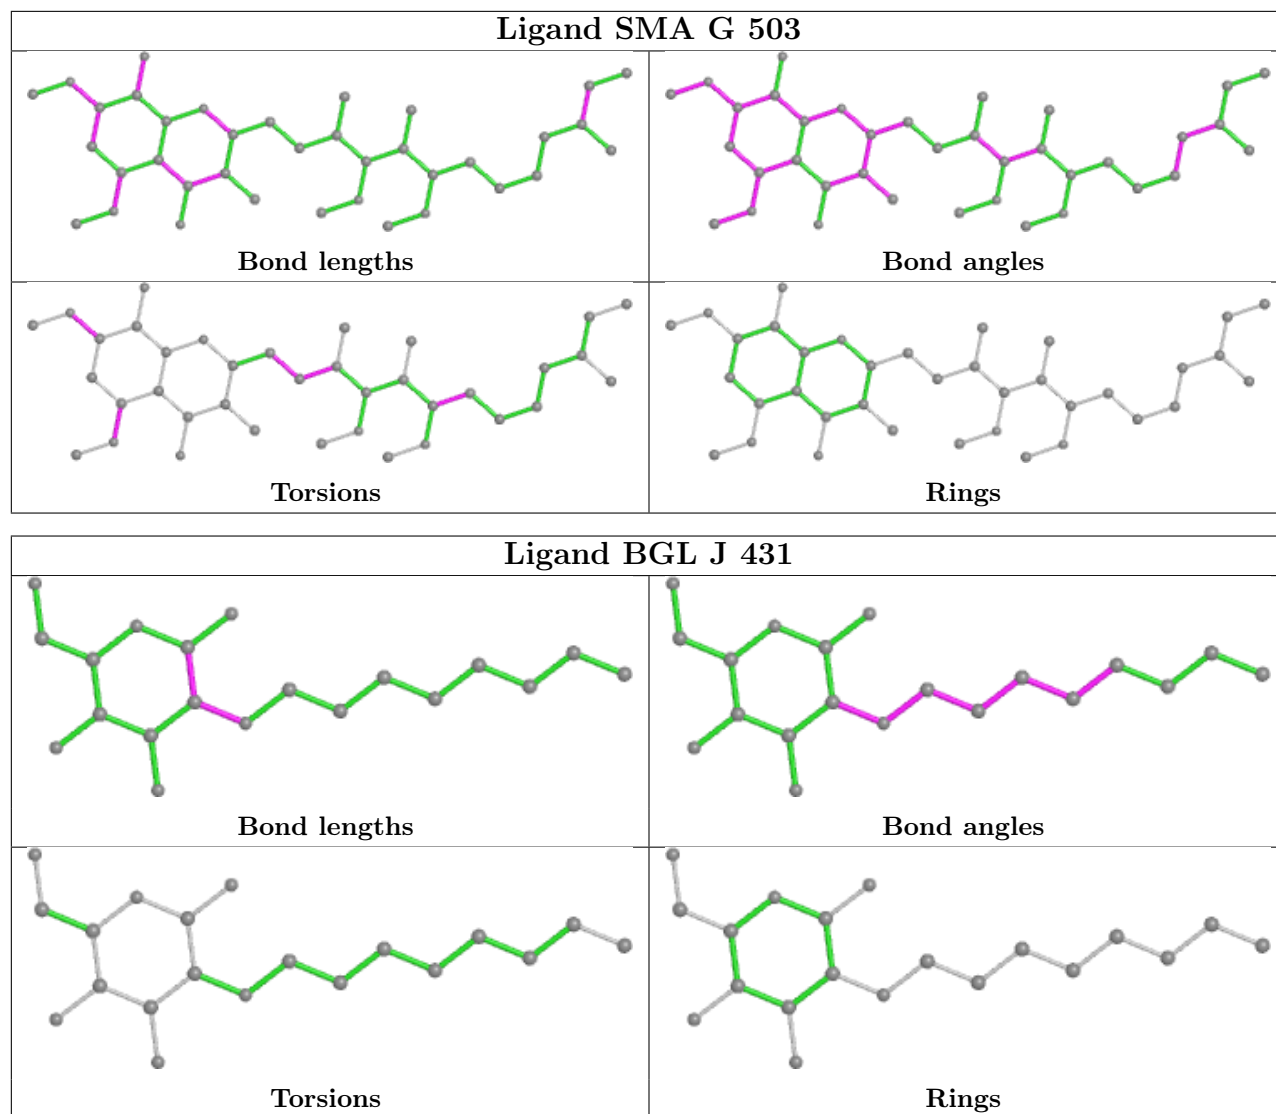 Ligand SMA G 503
Bond lengths
Bond angles
Torsions
Rings
Ligand BGL J 431
Bond lengths
Bond angles
Torsions
Rings